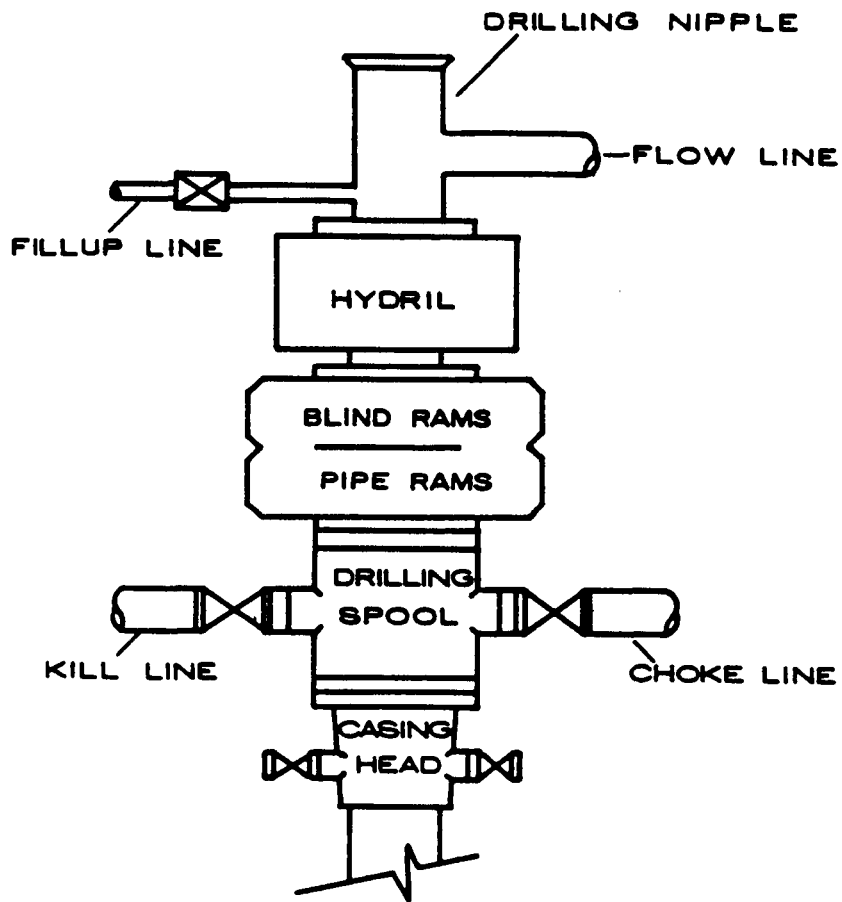 DRILLING NIPPLE
FLOW LINE
FILLUP LINE
HYDRIL
BLIND RAMS
PIPE RAMS
DRILLING
SPOOL
KILL LINE
CHOKE LINE
CASING
HEAD